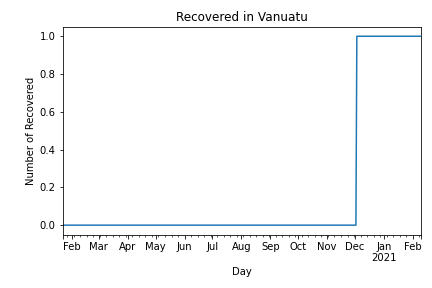 Recovered in Vanuatu
Number of Recovered
1.0
0.8
0.6
0.4
0.2
0.0
Feb Mar Apr May Jun Jul Aug Sep Oct Nov Dec Jan Feb
2021
Day